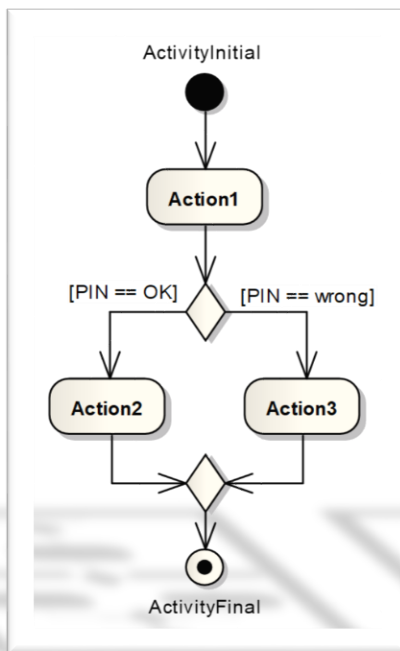 ActivityInitial
Action1
[PIN == OK]
[PIN == wrong]
Action2
Action3
ActivityFinal